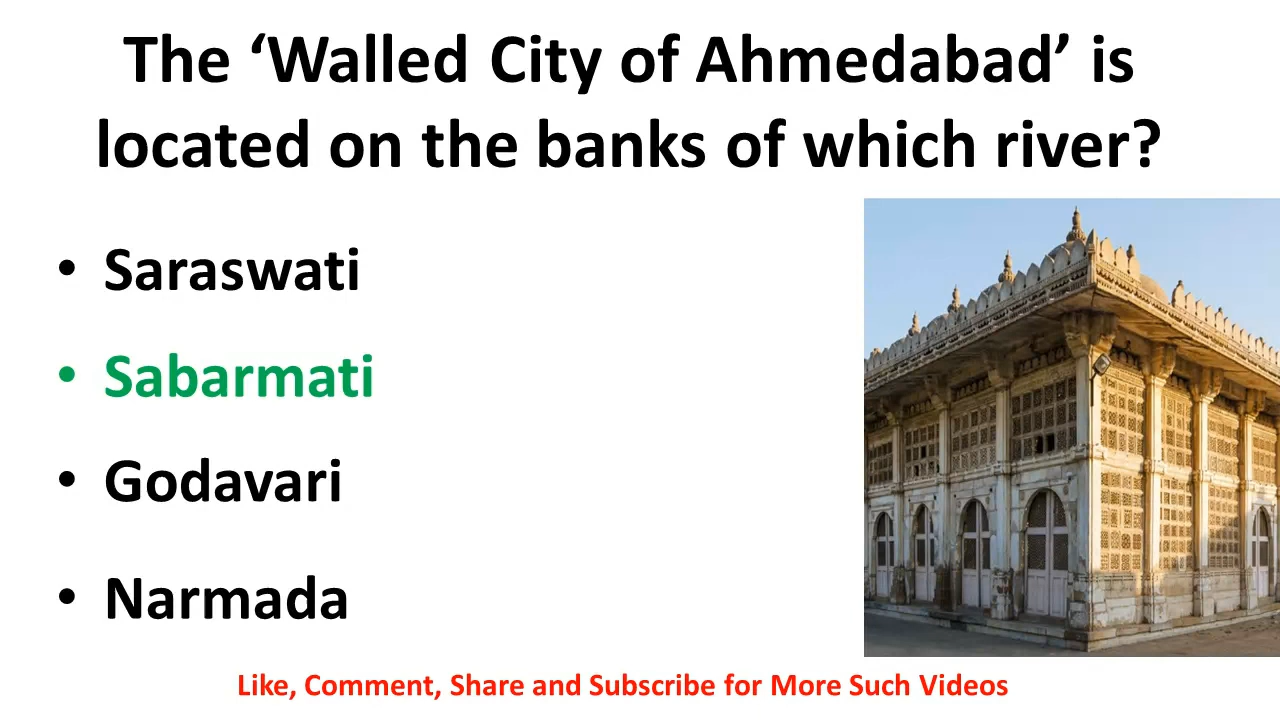 The ‘Walled City of Ahmedabad’ is
located on the banks of which river?
• Saraswati
• Sabarmati
• Godavari
• Narmada
Like, Comment, Share and Subscribe for More Such Videos